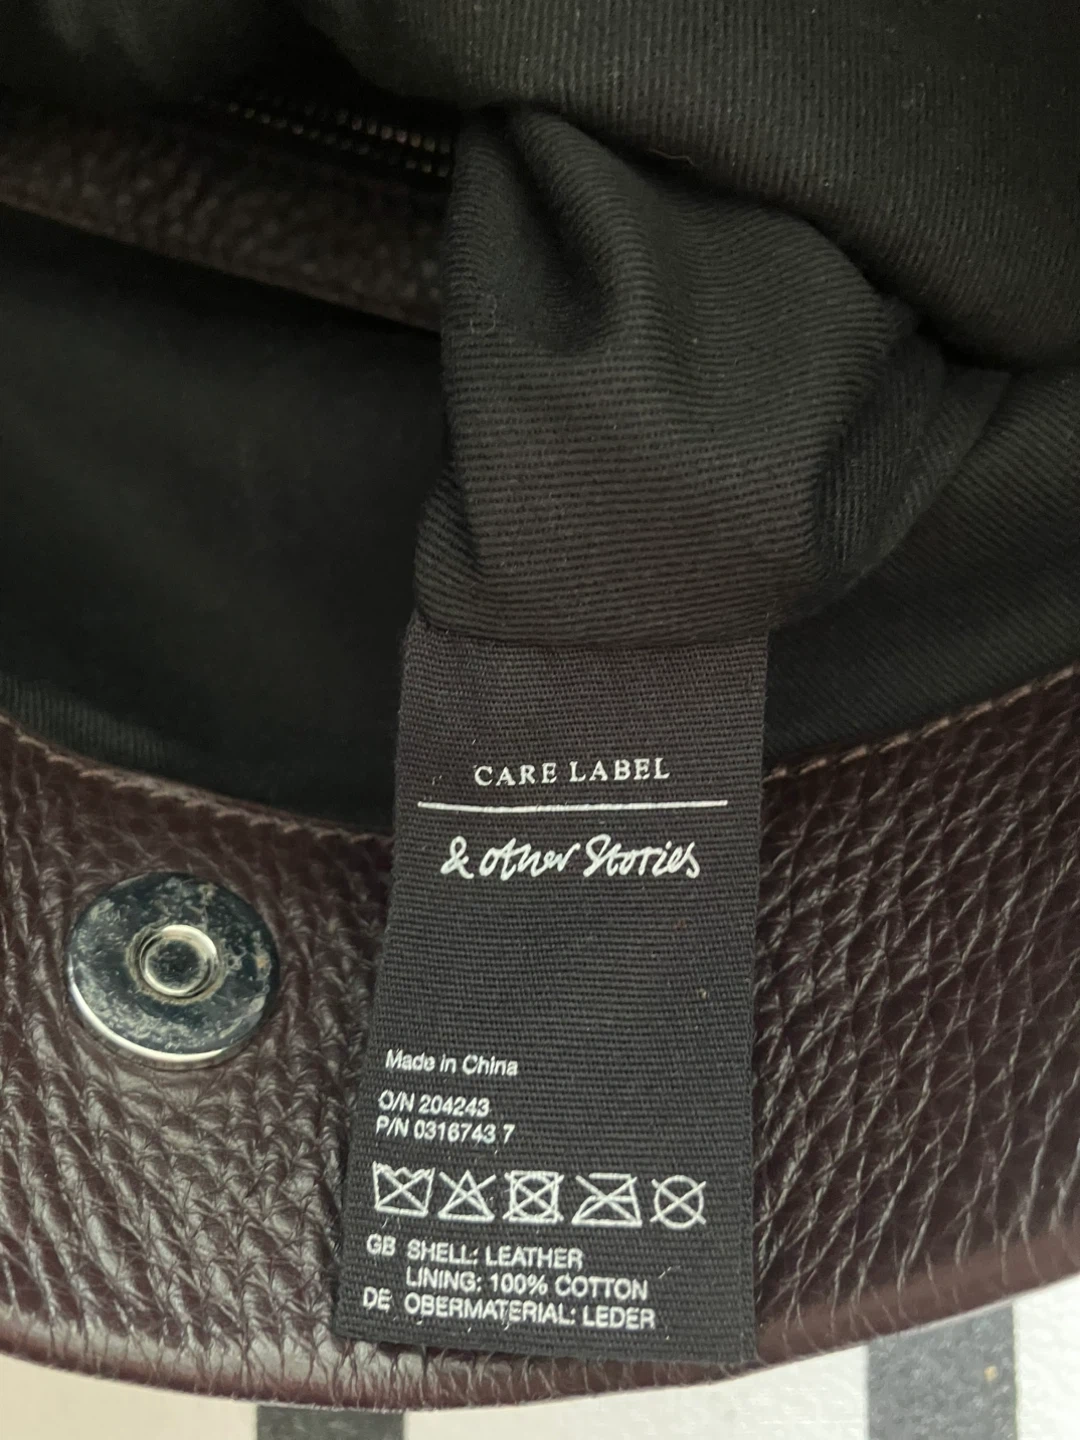 CARE LABEL
& other Stories
Made in China
O/N 204243
P/N 0316743 7
GB SHELL: LEATHER
LINING: 100% COTTON
DE OBERMATERIAL: LEDER